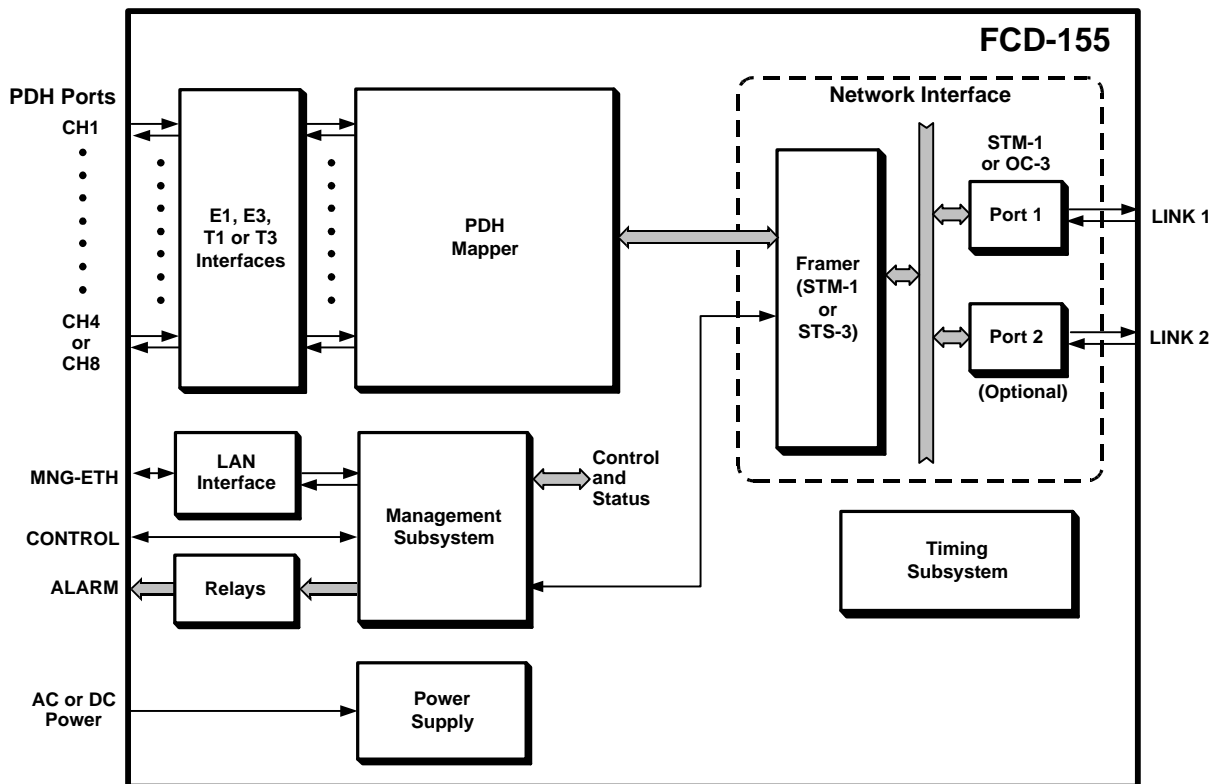 FCD-155
PDH Ports
CH1
CH4
or
CH8
E1, E3,
T1 or T3
Interfaces
PDH
Mapper
Network Interface
Framer
(STM-1
or
STS-3)
STM-1
or OC-3
Port 1
LINK 1
Port 2
(Optional)
LINK 2
MNG-ETH
LAN
Interface
CONTROL
ALARM
Relays
Management
Subsystem
Control
and
Status
Timing
Subsystem
AC or DC
Power
Power
Supply